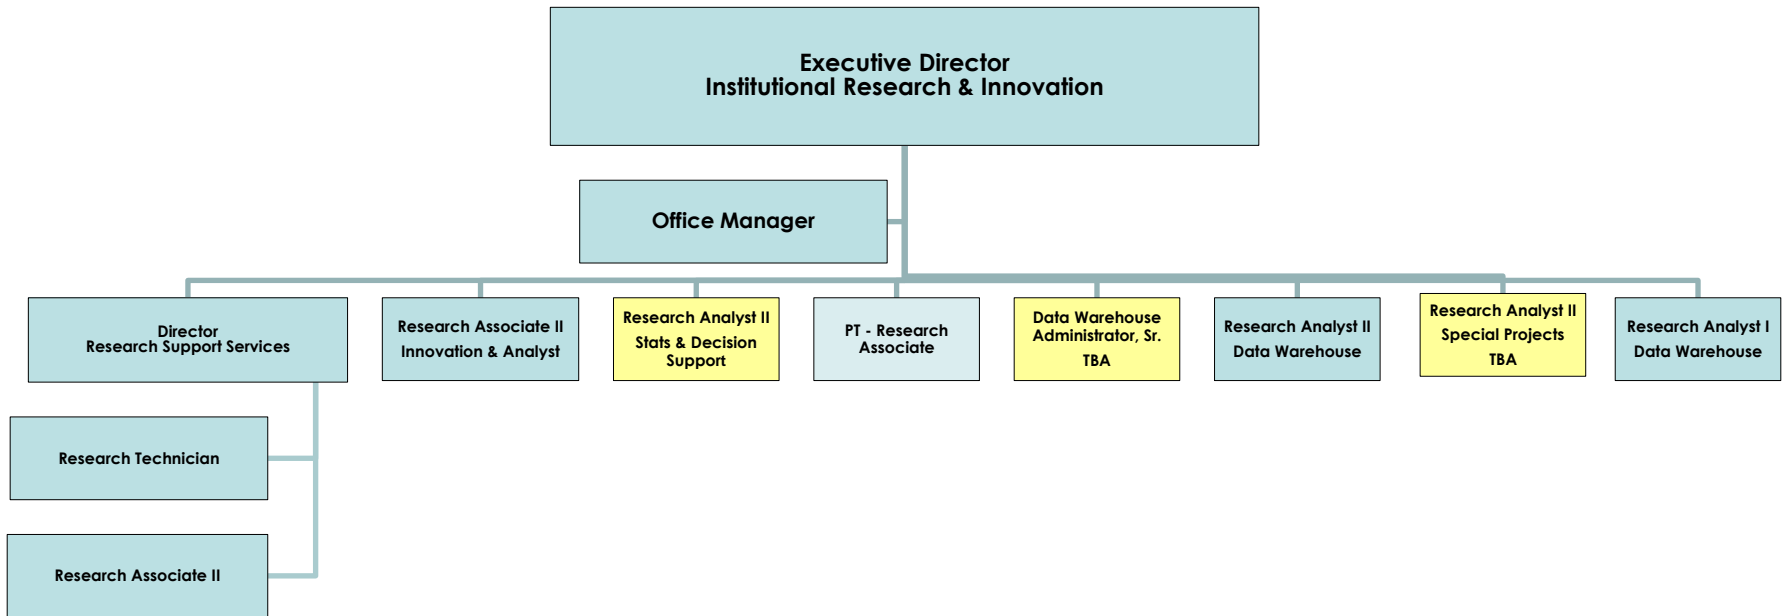 Executive Director
Institutional Research & Innovation
Office Manager
Director
Research Support Services
Research Associate II
Innovation & Analyst
Research Analyst II
Stats & Decision
Support
PT - Research
Associate
Data Warehouse
Administrator, Sr.
TBA
Research Analyst II
Data Warehouse
Research Analyst II
Special Projects
TBA
Research Analyst I
Data Warehouse
Research Technician
Research Associate II